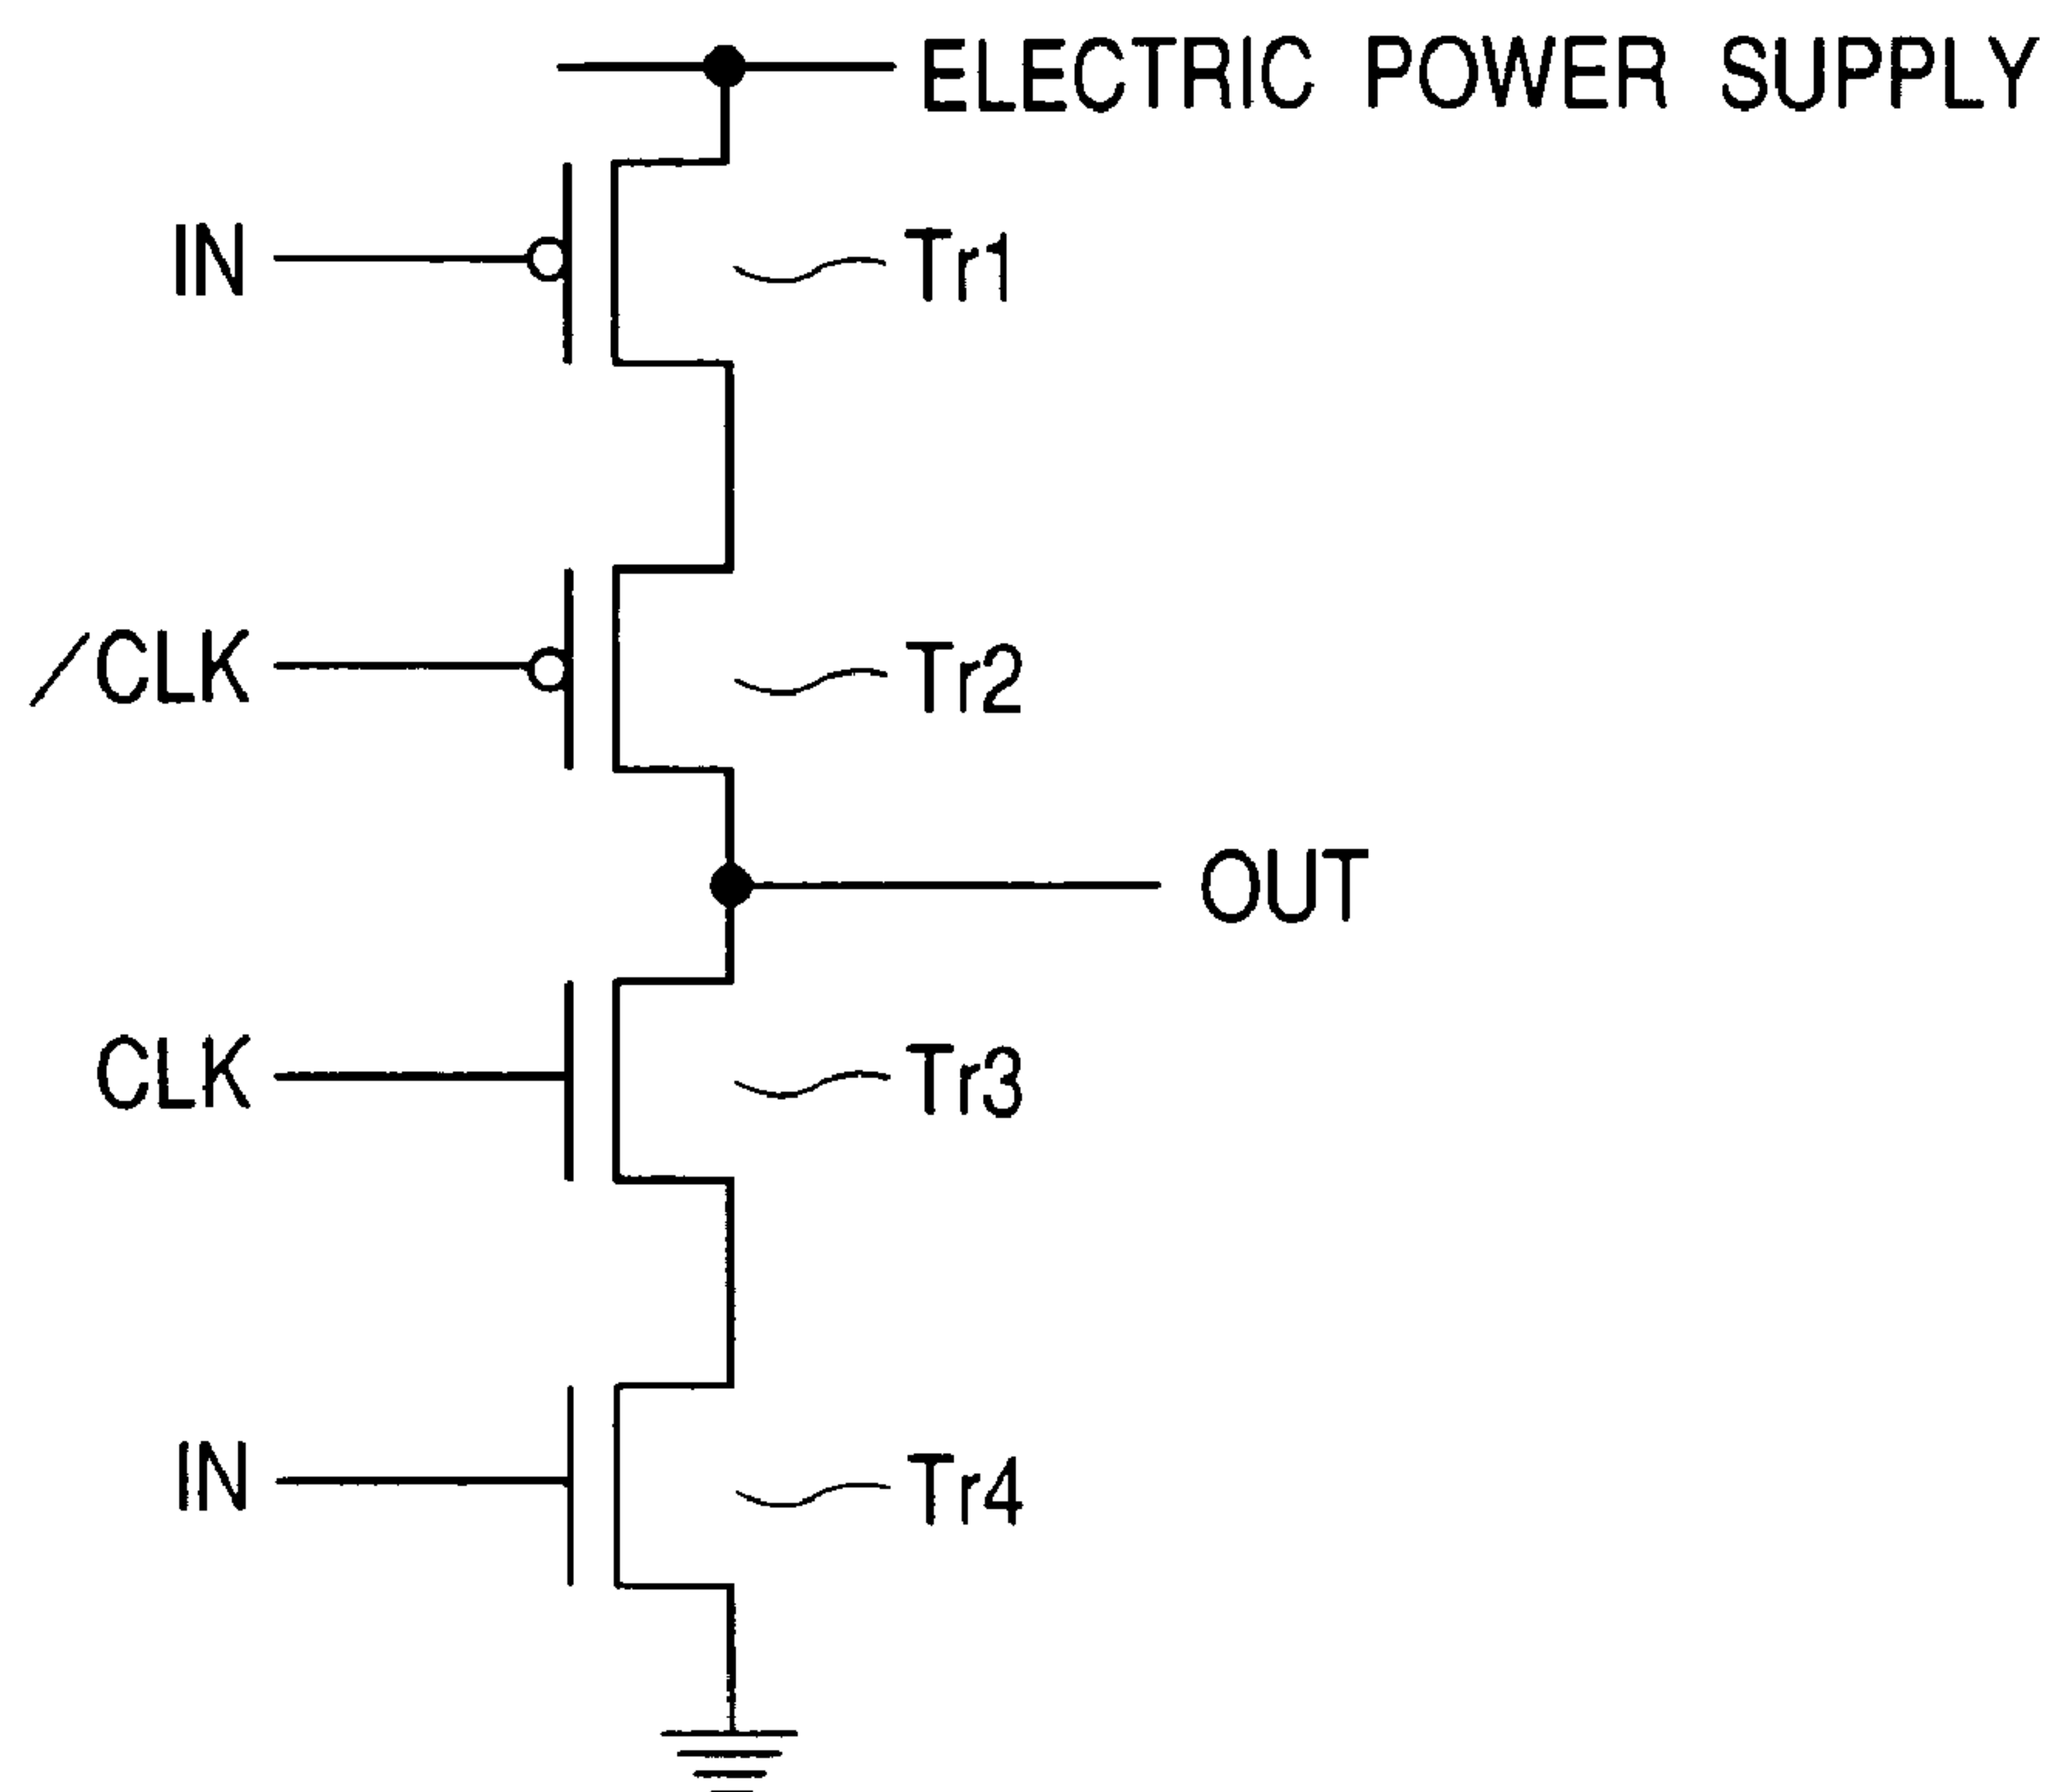 ELECTRIC POWER SUPPLY
IN
Tr1
/CLK
Tr2
OUT
CLK
Tr3
IN
Tr4